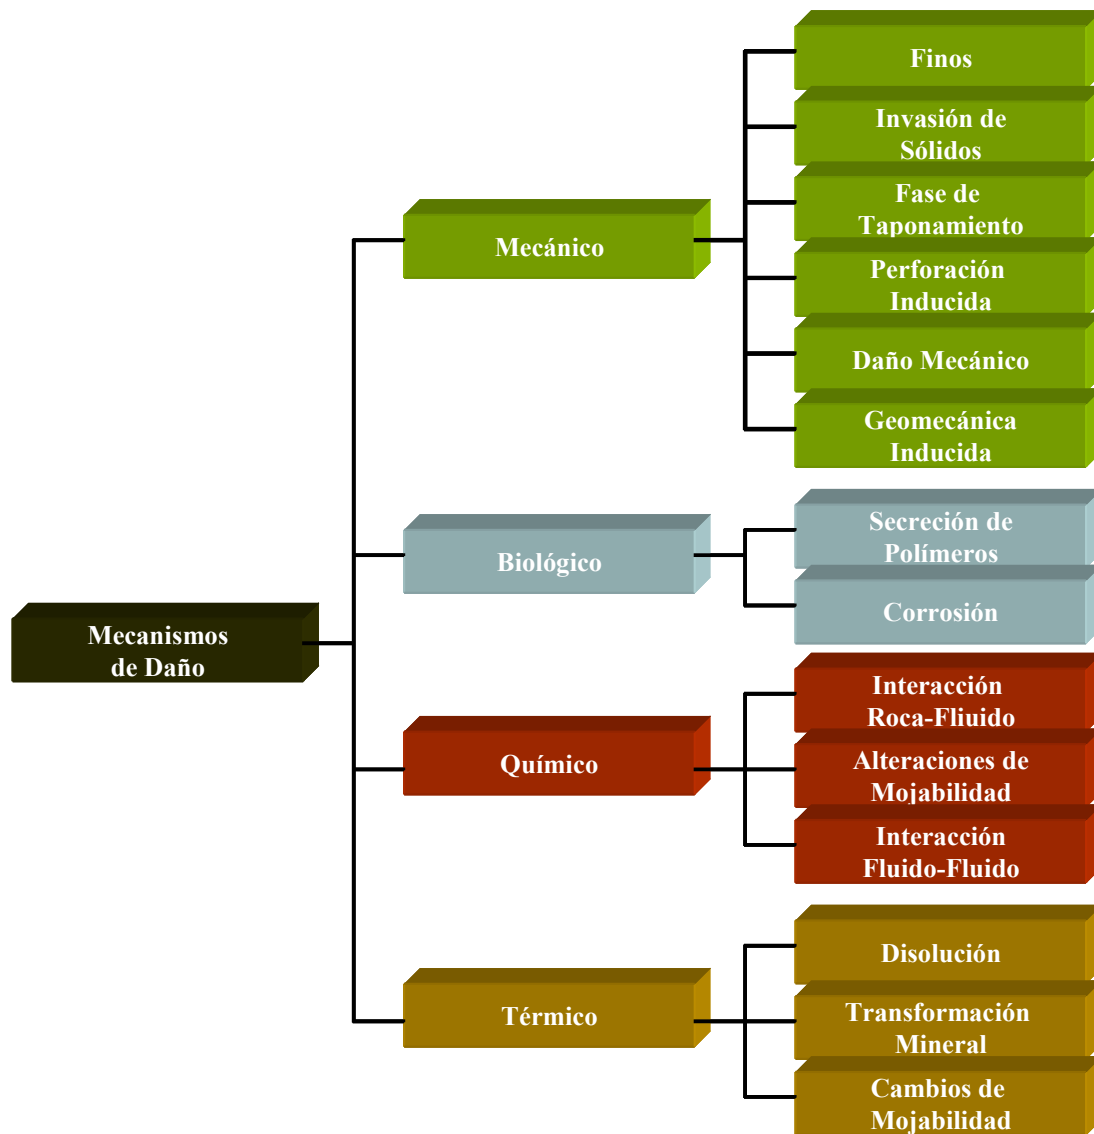 Mecanismos
de Daño
Mecánico
Finos
Invasión de
Sólidos
Fase de
Taponamiento
Perforación
Inducida
Daño Mecánico
Geomecánica
Inducida
Biológico
Secreción de
Polímeros
Corrosión
Químico
Interacción
Roca-Fliuido
Alteraciones de
Mojabilidad
Interacción
Fluido-Fluido
Térmico
Disolución
Transformación
Mineral
Cambios de
Mojabilidad